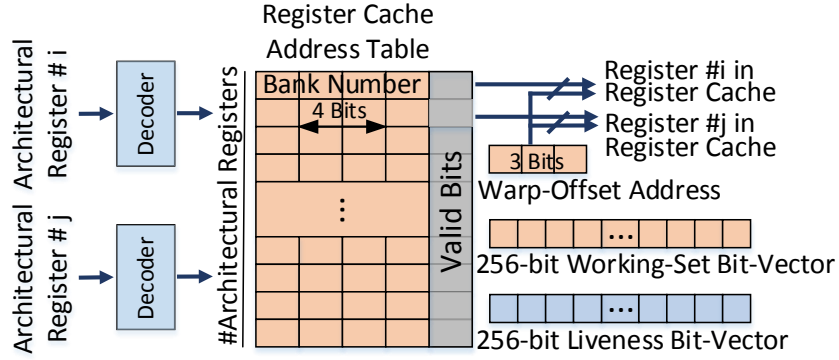 Register Cache
Address Table
Architectural
Register # i
Decoder
Bank Number
4 Bits
Register #i in
Register Cache
Register #j in
Register Cache
#Architectural Registers
Valid Bits
3 Bits
Warp-Offset Address
...
Architectural
Register # j
Decoder
...
256-bit Working-Set Bit-Vector
...
256-bit Liveness Bit-Vector